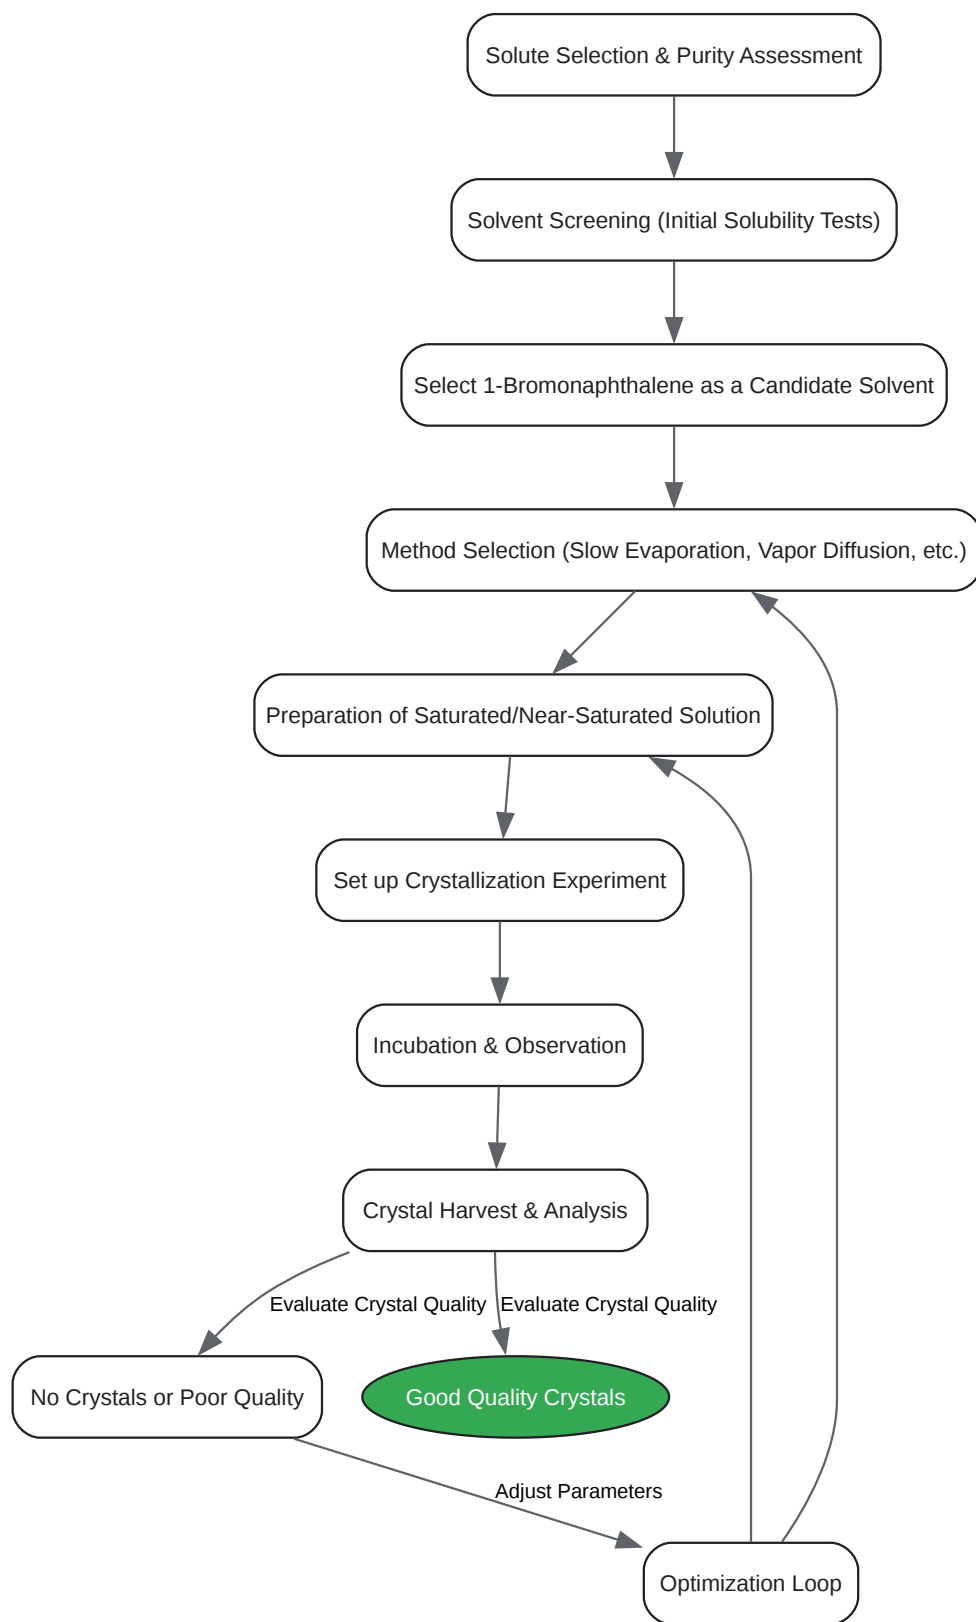 Solute Selection & Purity Assessment
Solvent Screening (Initial Solubility Tests)
Select 1-Bromonaphthalene as a Candidate Solvent
Method Selection (Slow Evaporation, Vapor Diffusion, etc.)
Preparation of Saturated/Near-Saturated Solution
Set up Crystallization Experiment
Incubation & Observation
Crystal Harvest & Analysis
Evaluate Crystal Quality
Evaluate Crystal Quality
No Crystals or Poor Quality
Good Quality Crystals
Adjust Parameters
Optimization Loop